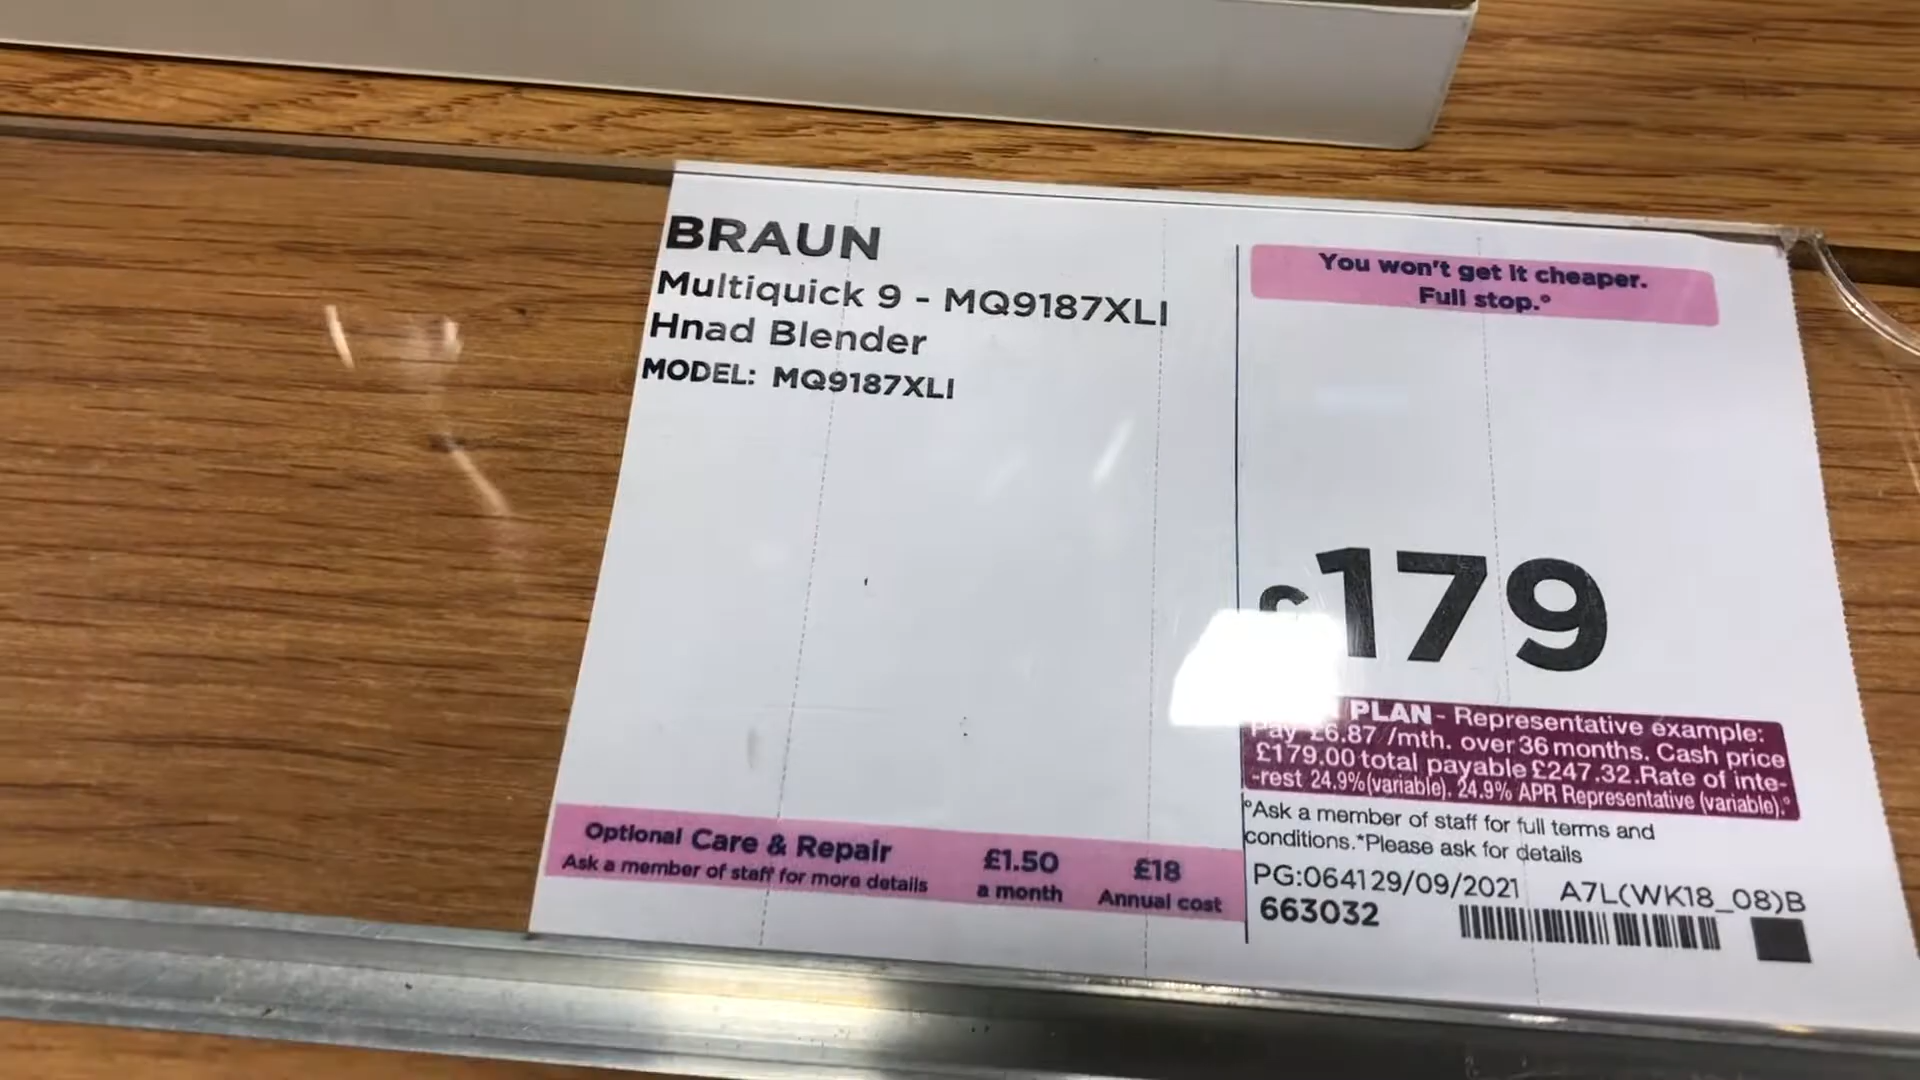 BRAUN
Multiquick 9 - MQ9187XLI
Hnad Blender
MODEL: MQ9187XLI
You won't get it cheaper.
Full stop.°
£179
PLAN - Representative example:
Pay £6.87 /mth. over 36 months. Cash price
£179.00 total payable £247.32. Rate of inte-
-rest 24.9%(variable). 24.9% APR Representative (variable).°
°Ask a member of staff for full terms and
conditions.*Please ask for details
PG:064129/09/2021 A7L(WK18_08)B
663032
Optional Care & Repair
Ask a member of staff for more details
£1.50
a month
£18
Annual cost